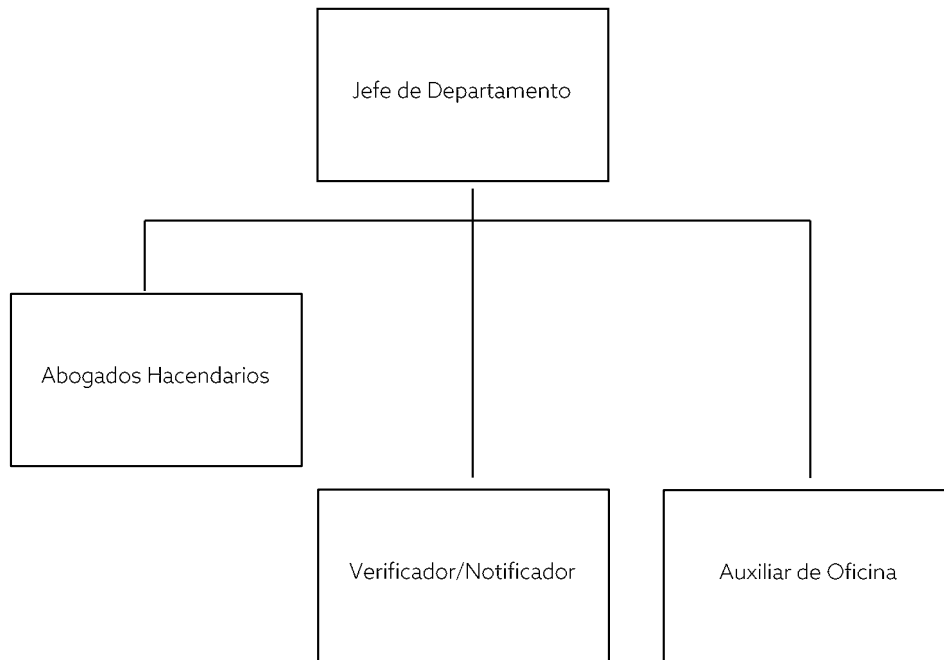 Jefe de Departamento
Abogados Hacendarios
Verificador/Notificador
Auxiliar de Oficina